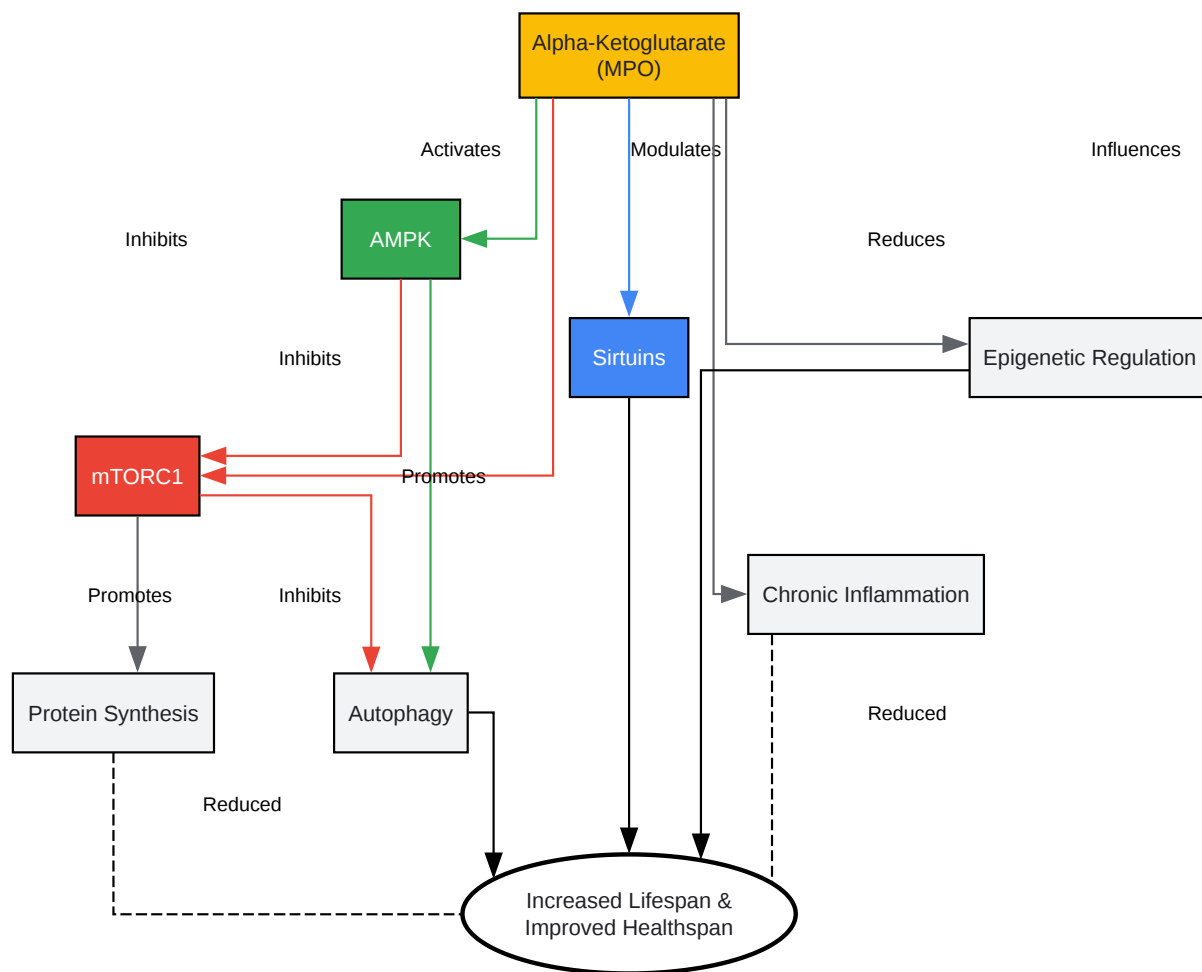 Alpha-Ketoglutarate
(MPO)
Activates
Modulates
Influences
AMPK
Inhibits
Reduces
Inhibits
Sirtuins
Epigenetic Regulation
mTORC1
Promotes
Promotes
Inhibits
Chronic Inflammation
Protein Synthesis
Autophagy
Reduced
Reduced
Increased Lifespan &
Improved Healthspan